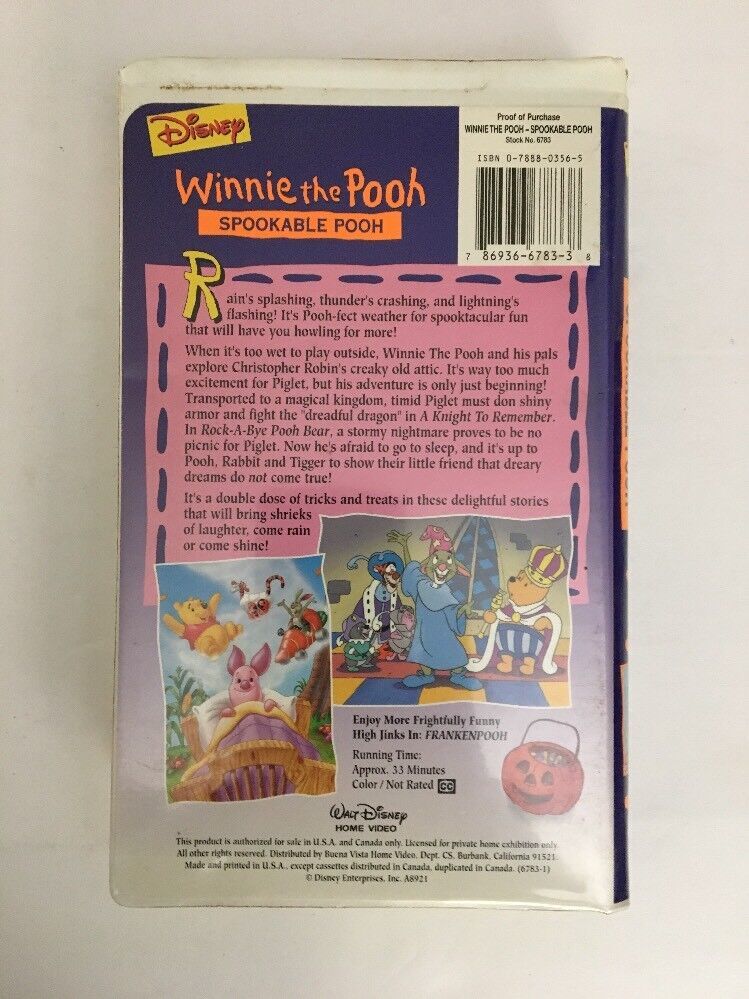 Disney
Winnie the Pooh
SPOOKABLE POOH
Proof of Purchase
WINNIE THE POOH – SPOOKABLE POOH
Stock No. 6783
ISBN 0-7888-0356-5
7 86936-6783-3 8
Rain's splashing, thunder's crashing, and lightning's
flashing! It's Pooh-fect weather for spooktacular fun
that will have you howling for more!
When it's too wet to play outside, Winnie The Pooh and his pals
explore Christopher Robin's creaky old attic. It's way too much
excitement for Piglet, but his adventure is only just beginning!
Transported to a magical kingdom, timid Piglet must don shiny
armor and fight the "dreadful dragon" in A Knight To Remember.
In Rock-A-Bye Pooh Bear, a stormy nightmare proves to be no
picnic for Piglet. Now he's afraid to go to sleep, and it's up to
Pooh, Rabbit and Tigger to show their little friend that dreary
dreams do not come true!
It's a double dose of tricks and treats in these delightful stories
that will bring shrieks
of laughter, come rain
or come shine!
Enjoy More Frightfully Funny
High Jinks In: FRANKENPOOH
Running Time:
Approx. 33 Minutes
Color / Not Rated CC
Walt Disney
HOME VIDEO
This product is authorized for sale in U.S.A. and Canada only. Licensed for private home exhibition only.
All other rights reserved. Distributed by Buena Vista Home Video, Dept. CS, Burbank, California 91521.
Made and printed in U.S.A., except cassettes distributed in Canada, duplicated in Canada. (6783-1)
© Disney Enterprises, Inc. A8921